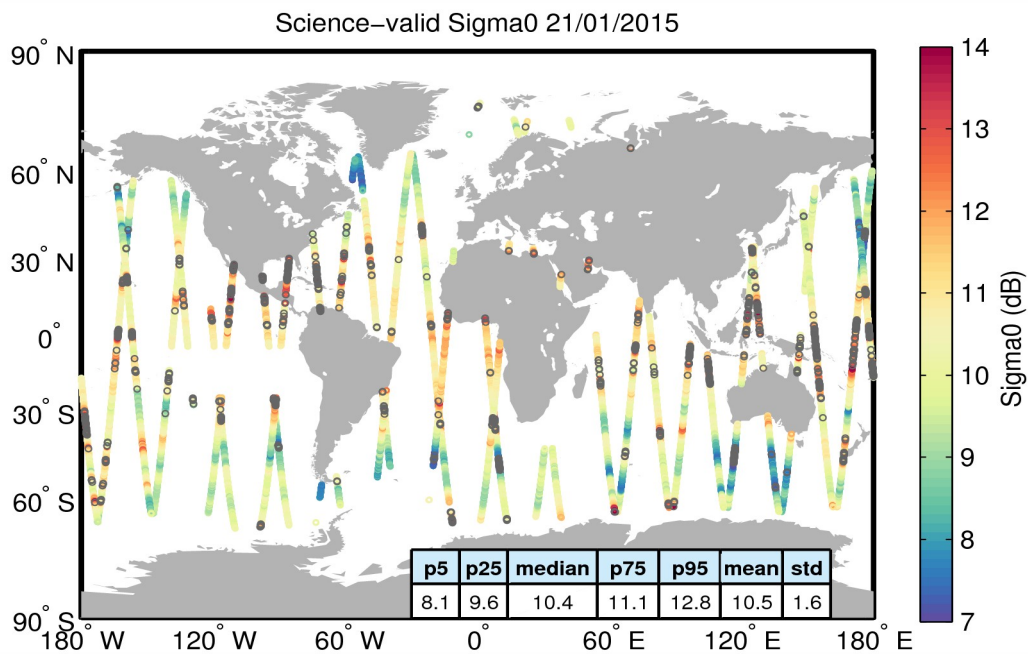 Science−valid Sigma0 21/01/2015
90° N
60° N
30° N
0°
30° S
60° S
90° S
180° W
120° W
60° W
0°
60° E
120° E
180° E
14
13
12
11
10
9
8
7
Sigma0 (dB)
p5 p25 median p75 p95 mean std
8.1 9.6 10.4 11.1 12.8 10.5 1.6